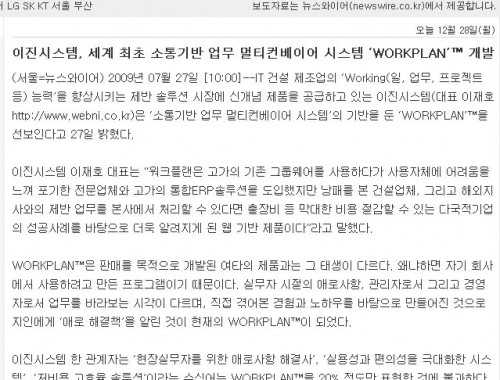 LG SK KT 서울 부산 보도자료는 뉴스와이어(newswire.co.kr)에서 제공합니다.
오늘 12월 28일(월)
이진시스템, 세계 최초 소통기반 업무 멀티컨베이어 시스템 ‘WORKPLAN’™ 개발
(서울=뉴스와이어) 2009년 07월 27일 [10:00]--IT 건설 제조업의 ‘Working(일, 업무, 프로젝트
등) 능력’을 향상시키는 제반 솔루션 시장에 신개념 제품을 공급하고 있는 이진시스템(대표 이재호
http://www.webni.co.kr)은 ‘소통기반 업무 멀티컨베이어 시스템’의 기반을 둔 ‘WORKPLAN’™을
선보인다고 27일 밝혔다.
이진시스템 이재호 대표는 “워크플랜은 고가의 기존 그룹웨어를 사용하다가 사용자체에 어려움을
느껴 포기한 전문업체와 고가의 통합ERP솔루션을 도입했지만 낭패를 본 건설업체, 그리고 해외지
사와의 제반 업무를 본사에서 처리할 수 있다면 출장비 등 막대한 비용 절감할 수 있는 다국적기업
의 성공사례를 바탕으로 더욱 알려지게 된 웹 기반 제품이다”라고 말했다.
WORKPLAN™은 판매를 목적으로 개발된 여타의 제품과는 그 태생이 다르다. 왜냐하면 자기 회사
에서 사용하려고 만든 프로그램이기 때문이다. 실무자 시절의 애로사항, 관리자로서 그리고 경영
자로서 업무를 바라보는 시각이 다르며, 직접 겪어본 경험과 노하우를 바탕으로 만들어진 것으로
지인에게 ‘애로 해결책’을 알린 것이 현재의 WORKPLAN™이 되었다.
이진시스템 한 관계자는 ‘현장실무자를 위한 애로사항 해결사’, ‘실용성과 편의성을 극대화한 시스
템’, ‘저비용 고효율 솔루션’이라는 수식어는 WORKPLAN™을 20% 정도만 표현한 것에 불과하다